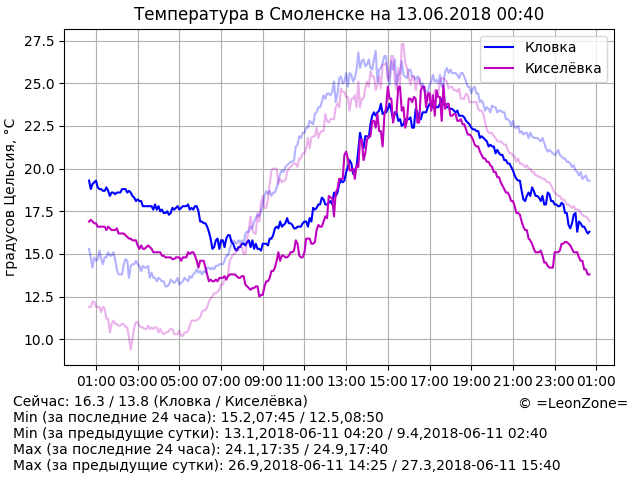 Температура в Смоленске на 13.06.2018 00:40
Кловка
Киселёвка
градусов Цельсия, °C
27.5
25.0
22.5
20.0
17.5
15.0
12.5
10.0
01:00 03:00 05:00 07:00 09:00 11:00 13:00 15:00 17:00 19:00 21:00 23:00 01:00
Сейчас: 16.3 / 13.8 (Кловка / Киселёвка)
© =LeonZone=
Min (за последние 24 часа): 15.2,07:45 / 12.5,08:50
Min (за предыдущие сутки): 13.1,2018-06-11 04:20 / 9.4,2018-06-11 02:40
Max (за последние 24 часа): 24.1,17:35 / 24.9,17:40
Max (за предыдущие сутки): 26.9,2018-06-11 14:25 / 27.3,2018-06-11 15:40